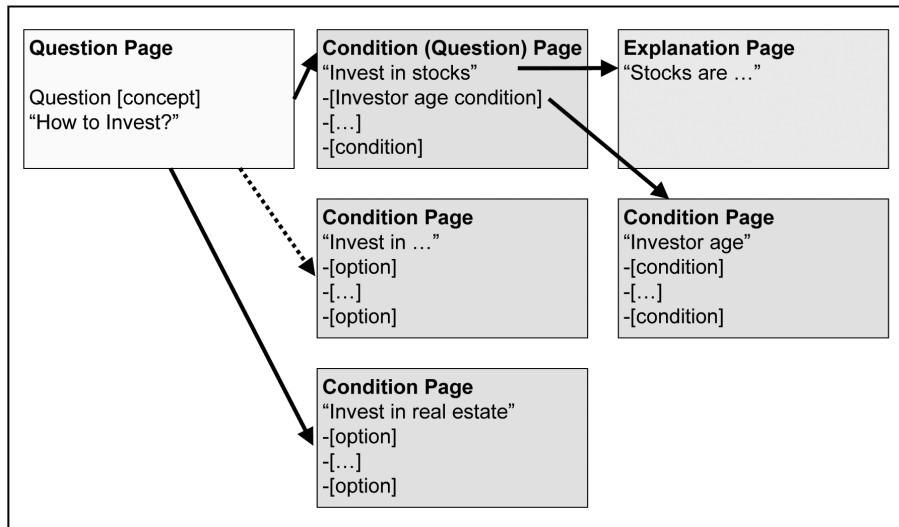 Question Page
Question [concept]
“How to Invest?”
Condition (Question) Page
“Invest in stocks”
-[Investor age condition]
-[…]
-[condition]
Explanation Page
“Stocks are …”
Condition Page
“Invest in …”
-[option]
-[…]
-[option]
Condition Page
“Investor age”
-[condition]
-[…]
-[condition]
Condition Page
“Invest in real estate”
-[option]
-[…]
-[option]